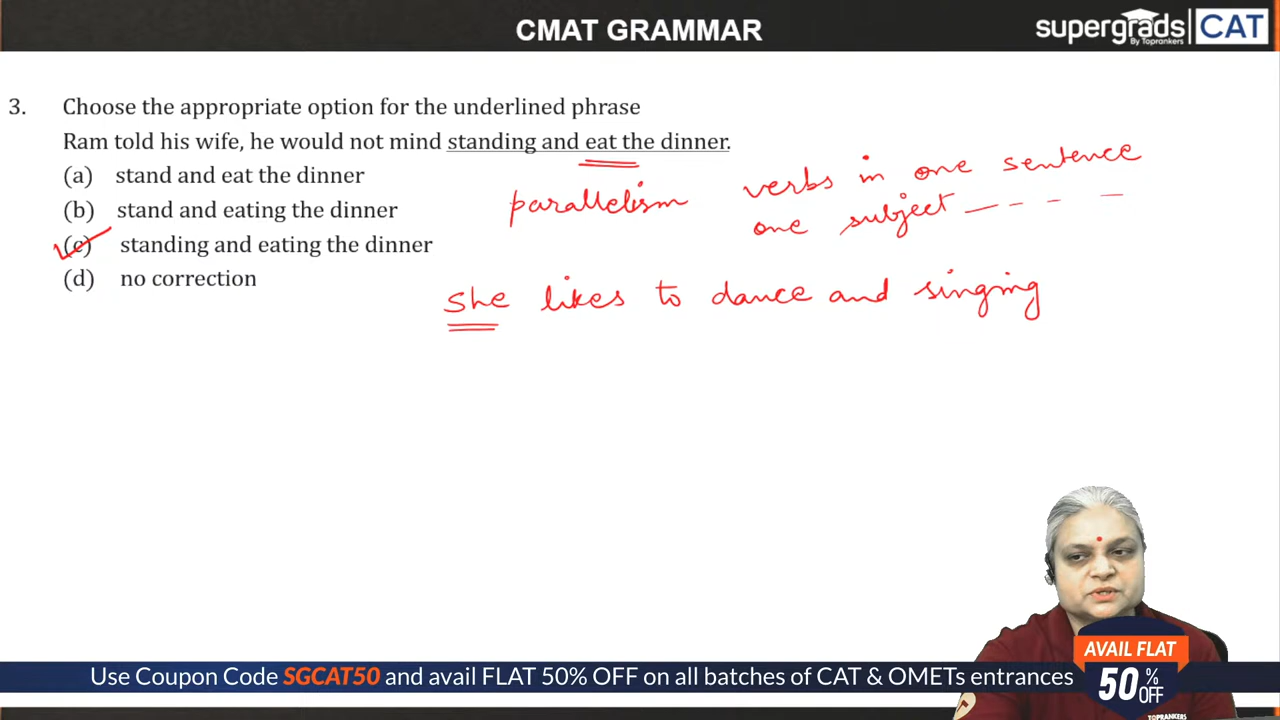 CMAT GRAMMAR
supergrads CAT
By Toprankers
3. Choose the appropriate option for the underlined phrase
Ram told his wife, he would not mind standing and eat the dinner.
(a) stand and eat the dinner
(b) stand and eating the dinner
(c) standing and eating the dinner
(d) no correction
parallelism verbs in one sentence
one subject
She likes to dance and singing
AVAIL FLAT
50% OFF
TOPRANKERS
Use Coupon Code SGCAT50 and avail FLAT 50% OFF on all batches of CAT & OMETs entrances